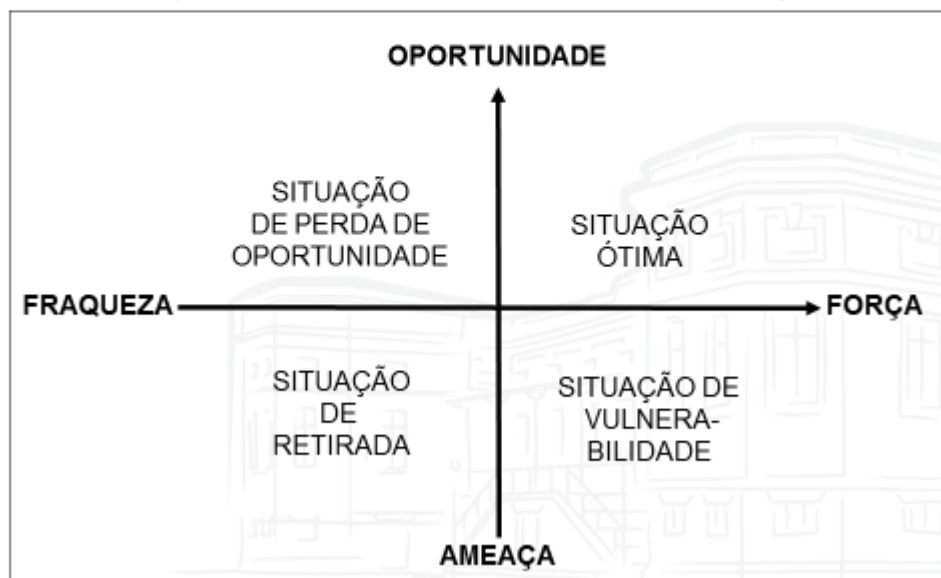 OPORTUNIDADE
SITUAÇÃO
DE PERDA DE
OPORTUNIDADE
SITUAÇÃO
ÓTIMA
FRAQUEZA
FORÇA
SITUAÇÃO
DE
RETIRADA
SITUAÇÃO DE
VULNERA-
BILIDADE
AMEAÇA